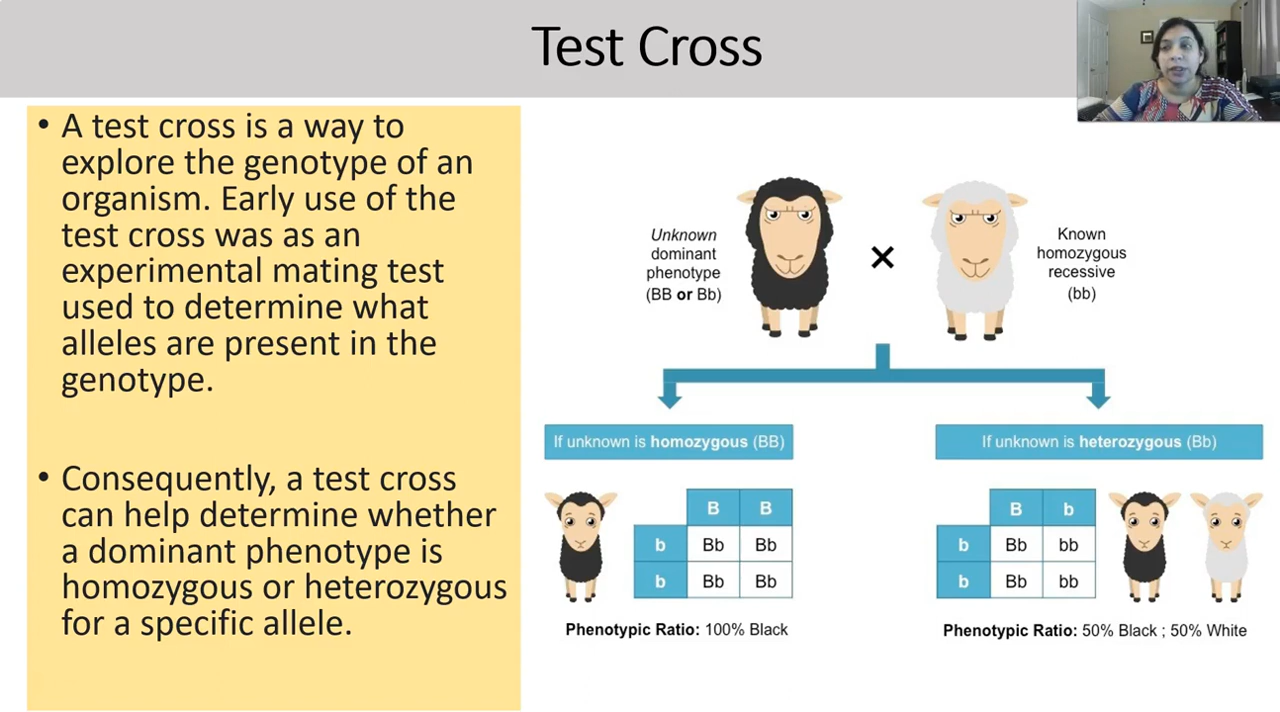 Test Cross
• A test cross is a way to
explore the genotype of an
organism. Early use of the
test cross was as an
experimental mating test
used to determine what
alleles are present in the
genotype.
• Consequently, a test cross
can help determine whether
a dominant phenotype is
homozygous or heterozygous
for a specific allele.
Unknown
dominant
phenotype
(BB or Bb)
×
Known
homozygous
recessive
(bb)
If unknown is homozygous (BB)
B B
b Bb Bb
b Bb Bb
Phenotypic Ratio: 100% Black
If unknown is heterozygous (Bb)
B b
b Bb bb
b Bb bb
Phenotypic Ratio: 50% Black ; 50% White